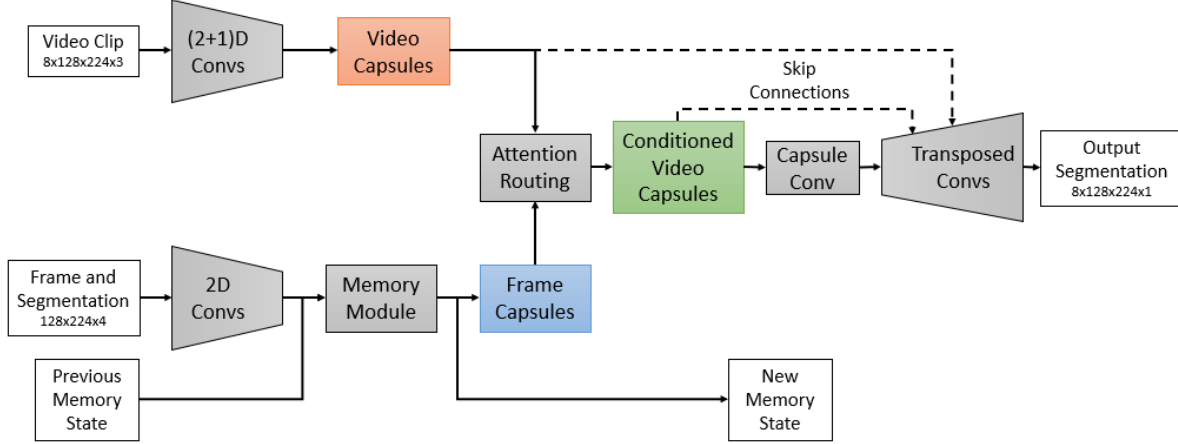 Video Clip
8x128x224x3
(2+1)D
Convs
Video
Capsules
Skip
Connections
Attention
Routing
Conditioned
Video
Capsules
Capsule
Conv
Transposed
Convs
Output
Segmentation
8x128x224x1
Frame and
Segmentation
128x224x4
2D
Convs
Memory
Module
Frame
Capsules
Previous
Memory
State
New
Memory
State